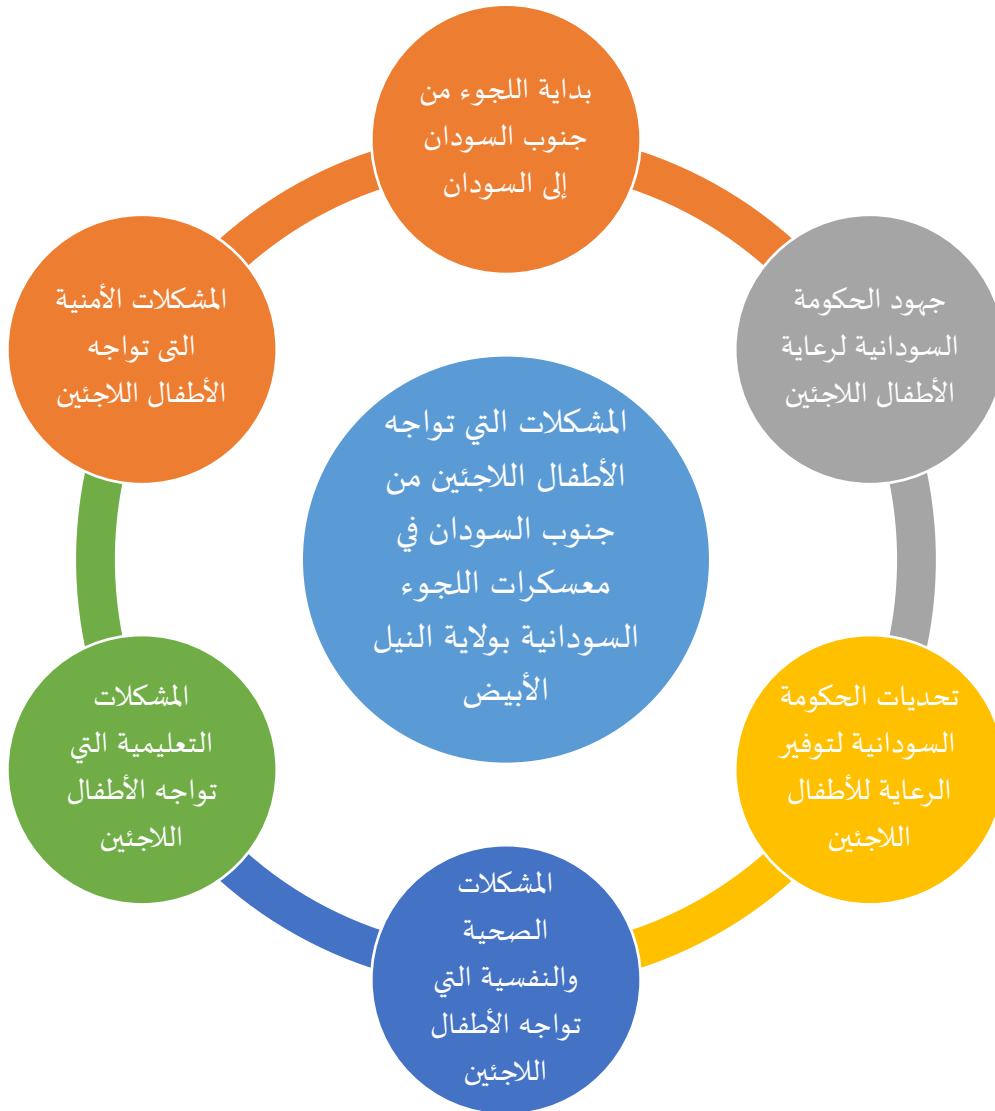 بداية اللجوء من
جنوب السودان
إلى السودان
جهود الحكومة
السودانية لرعاية
الأطفال اللاجئين
تحديات الحكومة
السودانية لتوفير
الرعاية للأطفال
اللاجئين
المشكلات
الصحية
والنفسية التي
تواجه الأطفال
اللاجئين
المشكلات
التعليمية التي
تواجه الأطفال
اللاجئين
المشكلات الأمنية
التى تواجه
الأطفال اللاجئين
المشكلات التي تواجه
الأطفال اللاجئين من
جنوب السودان في
معسكرات اللجوء
السودانية بولاية النيل
الأبيض